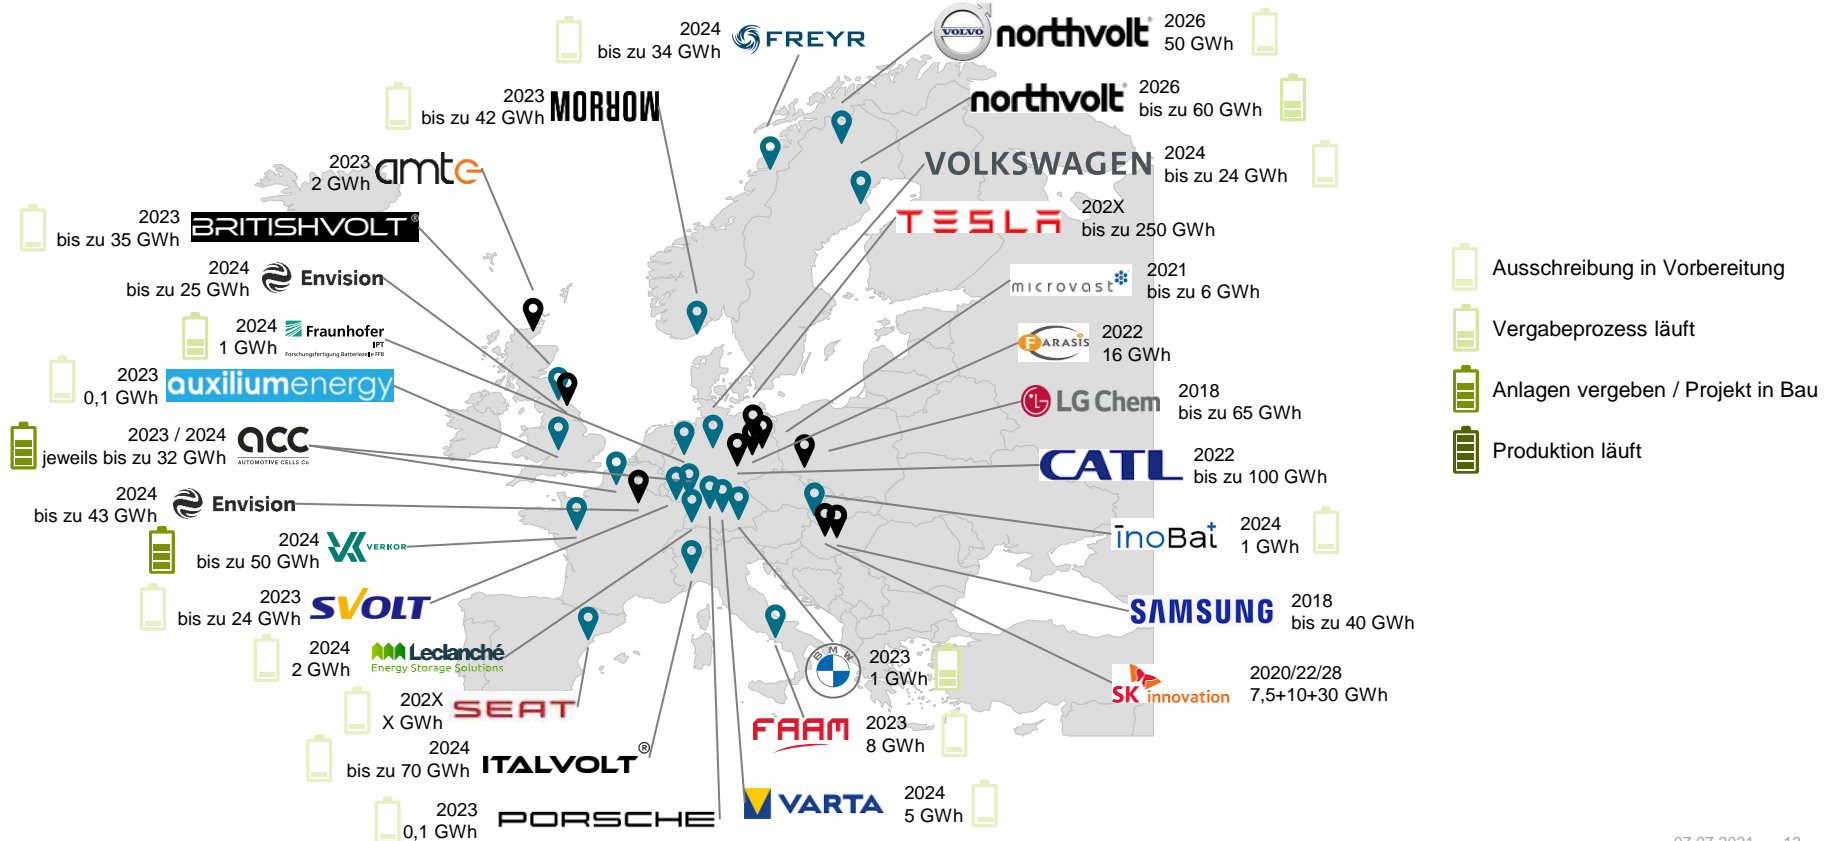 2024
bis zu 34 GWh
FREYR
VOLVO
northvolt
2026
50 GWh
2023
bis zu 42 GWh
MORROW
northvolt
2026
bis zu 60 GWh
2023
2 GWh
amte
VOLKSWAGEN
2024
bis zu 24 GWh
2023
bis zu 35 GWh
BRITISHVOLT®
TESLA
202X
bis zu 250 GWh
2024
bis zu 25 GWh
Envision
microvast
2021
bis zu 6 GWh
2024
1 GWh
Fraunhofer
IPT
Forschungsfertigung Batteriezelle FFB
FARASIS
2022
16 GWh
2023
0,1 GWh
auxiliumenergy
LG Chem
2018
bis zu 65 GWh
2023 / 2024
jeweils bis zu 32 GWh
acc
AUTOMOTIVE CELLS Co
CATL
2022
bis zu 100 GWh
2024
bis zu 43 GWh
Envision
2024
bis zu 50 GWh
VERKOR
inoBat
2024
1 GWh
2023
bis zu 24 GWh
SVOLT
SAMSUNG
2018
bis zu 40 GWh
2024
2 GWh
Leclanché
Energy Storage Solutions
BMW
2023
1 GWh
SK innovation
2020/22/28
7,5+10+30 GWh
202X
X GWh
SEAT
FAAM
2023
8 GWh
2024
bis zu 70 GWh
ITALVOLT®
2023
0,1 GWh
PORSCHE
VARTA
2024
5 GWh
Ausschreibung in Vorbereitung
Vergabeprozess läuft
Anlagen vergeben / Projekt in Bau
Produktion läuft
07.07.2021 13